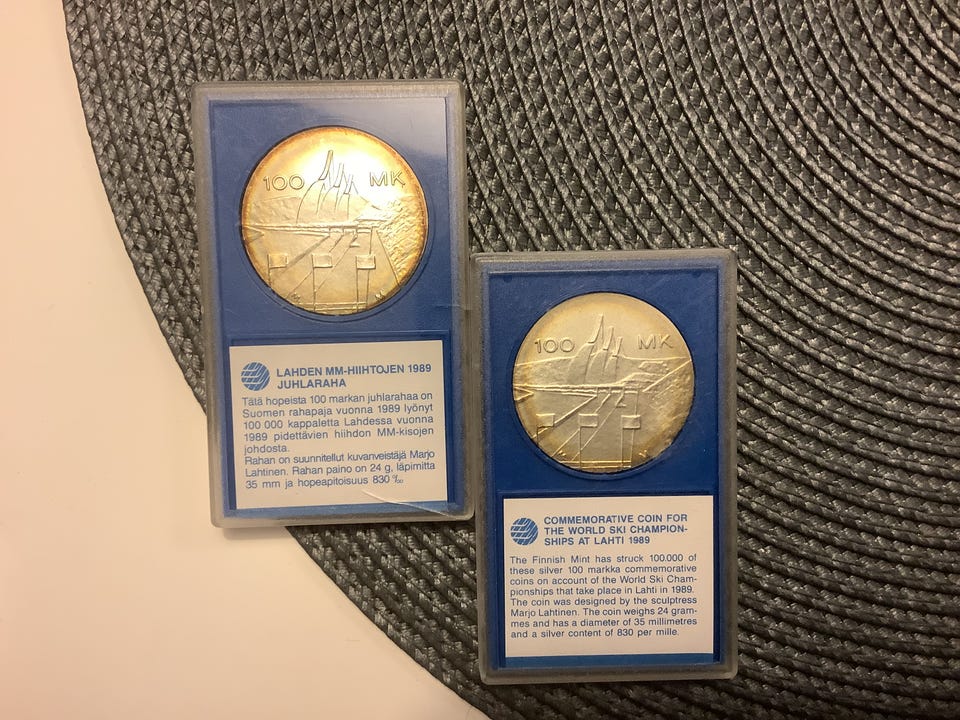 100 MK
LAHDEN MM-HIIHTOJEN 1989
JUHLARAHA
Tätä hopeista 100 markan juhlarahaa on
Suomen rahapaja vuonna 1989 lyönyt
100 000 kappaletta Lahdessa vuonna
1989 pidettävien hiihdon MM-kisojen
johdosta.
Rahan on suunnitellut kuvanveistäjä Marjo
Lahtinen. Rahan paino on 24 g, läpimitta
35 mm ja hopeapitoisuus 830 ‰
100 MK
COMMEMORATIVE COIN FOR
THE WORLD SKI CHAMPION-
SHIPS AT LAHTI 1989
The Finnish Mint has struck 100.000 of
these silver 100 markka commemorative
coins on account of the World Ski Cham-
pionships that take place in Lahti in 1989.
The coin was designed by the sculptress
Marjo Lahtinen. The coin weighs 24 gram-
mes and has a diameter of 35 millimetres
and a silver content of 830 per mille.